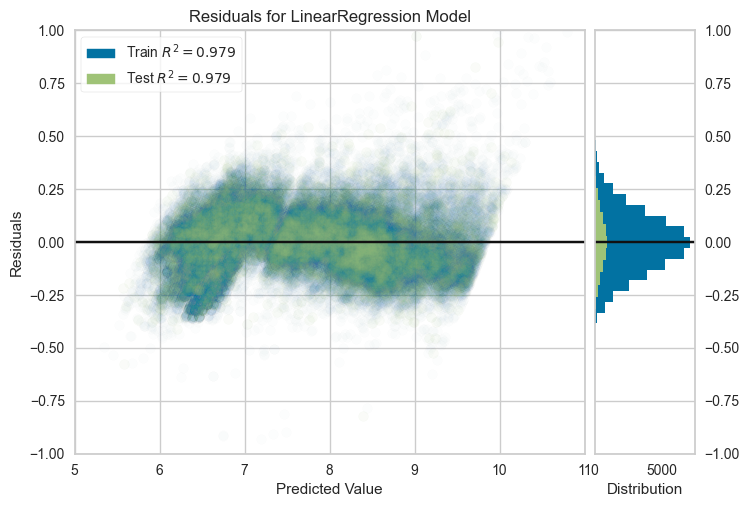 Residuals for LinearRegression Model
Train R² = 0.979
Test R² = 0.979
Residuals
1.00
0.75
0.50
0.25
0.00
−0.25
−0.50
−0.75
−1.00
5 6 7 8 9 10 11
Predicted Value
1.00
0.75
0.50
0.25
0.00
−0.25
−0.50
−0.75
−1.00
0 5000
Distribution